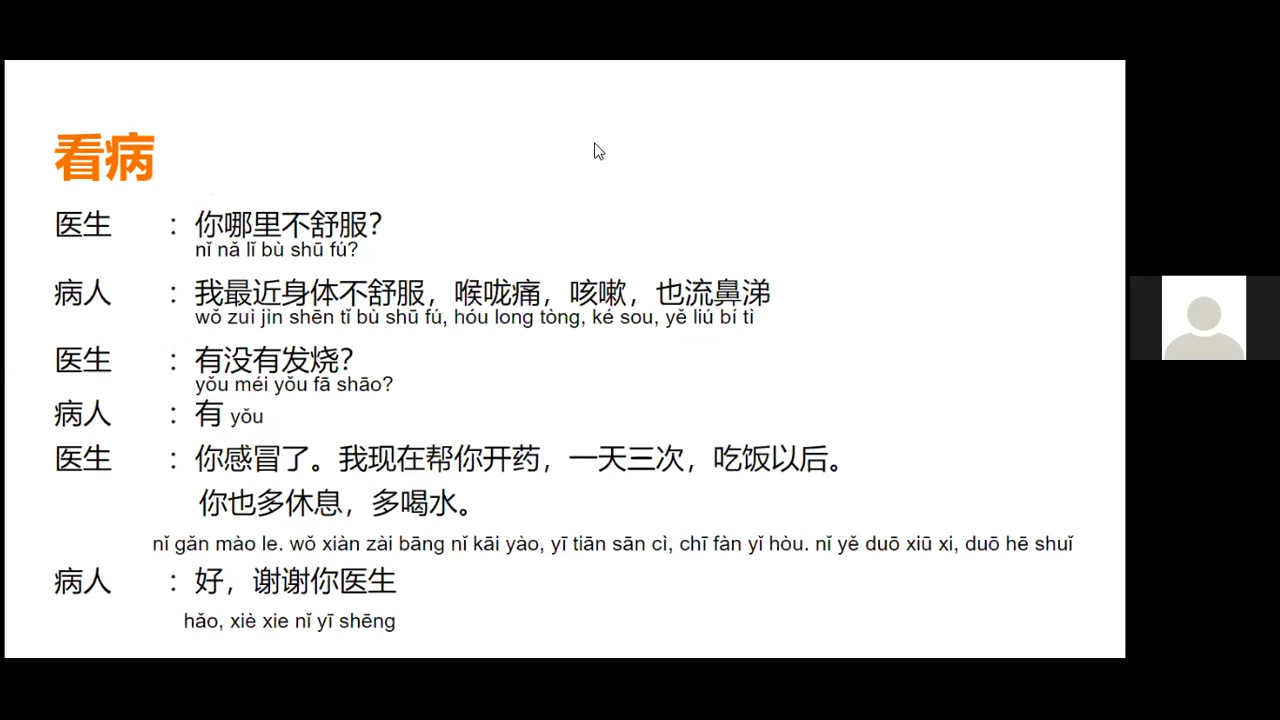 看病
医生 : 你哪里不舒服？
nǐ nǎ lǐ bù shū fú?
病人 : 我最近身体不舒服，喉咙痛，咳嗽，也流鼻涕
wǒ zuì jìn shēn tǐ bù shū fú, hóu long tòng, ké sou, yě liú bí tì
医生 : 有没有发烧？
yǒu méi yǒu fā shāo?
病人 : 有 yǒu
医生 : 你感冒了。我现在帮你开药，一天三次，吃饭以后。
你也多休息，多喝水。
nǐ gǎn mào le. wǒ xiàn zài bāng nǐ kāi yào, yī tiān sān cì, chī fàn yǐ hòu. nǐ yě duō xiū xi, duō hē shuǐ
病人 : 好，谢谢你医生
hǎo, xiè xie nǐ yī shēng